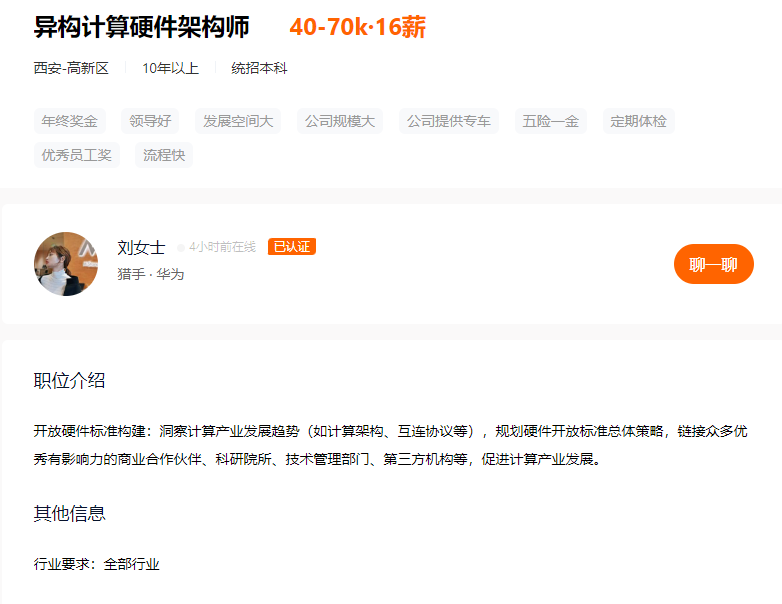 异构计算硬件架构师 40-70k·16薪
西安-高新区 10年以上 统招本科
年终奖金 领导好 发展空间大 公司规模大 公司提供专车 五险一金 定期体检
优秀员工奖 流程快
刘女士 4小时前在线 已认证
猎手 · 华为
聊一聊
职位介绍
开放硬件标准构建：洞察计算产业发展趋势（如计算架构、互连协议等），规划硬件开放标准总体策略，链接众多优
秀有影响力的商业合作伙伴、科研院所、技术管理部门、第三方机构等，促进计算产业发展。
其他信息
行业要求：全部行业